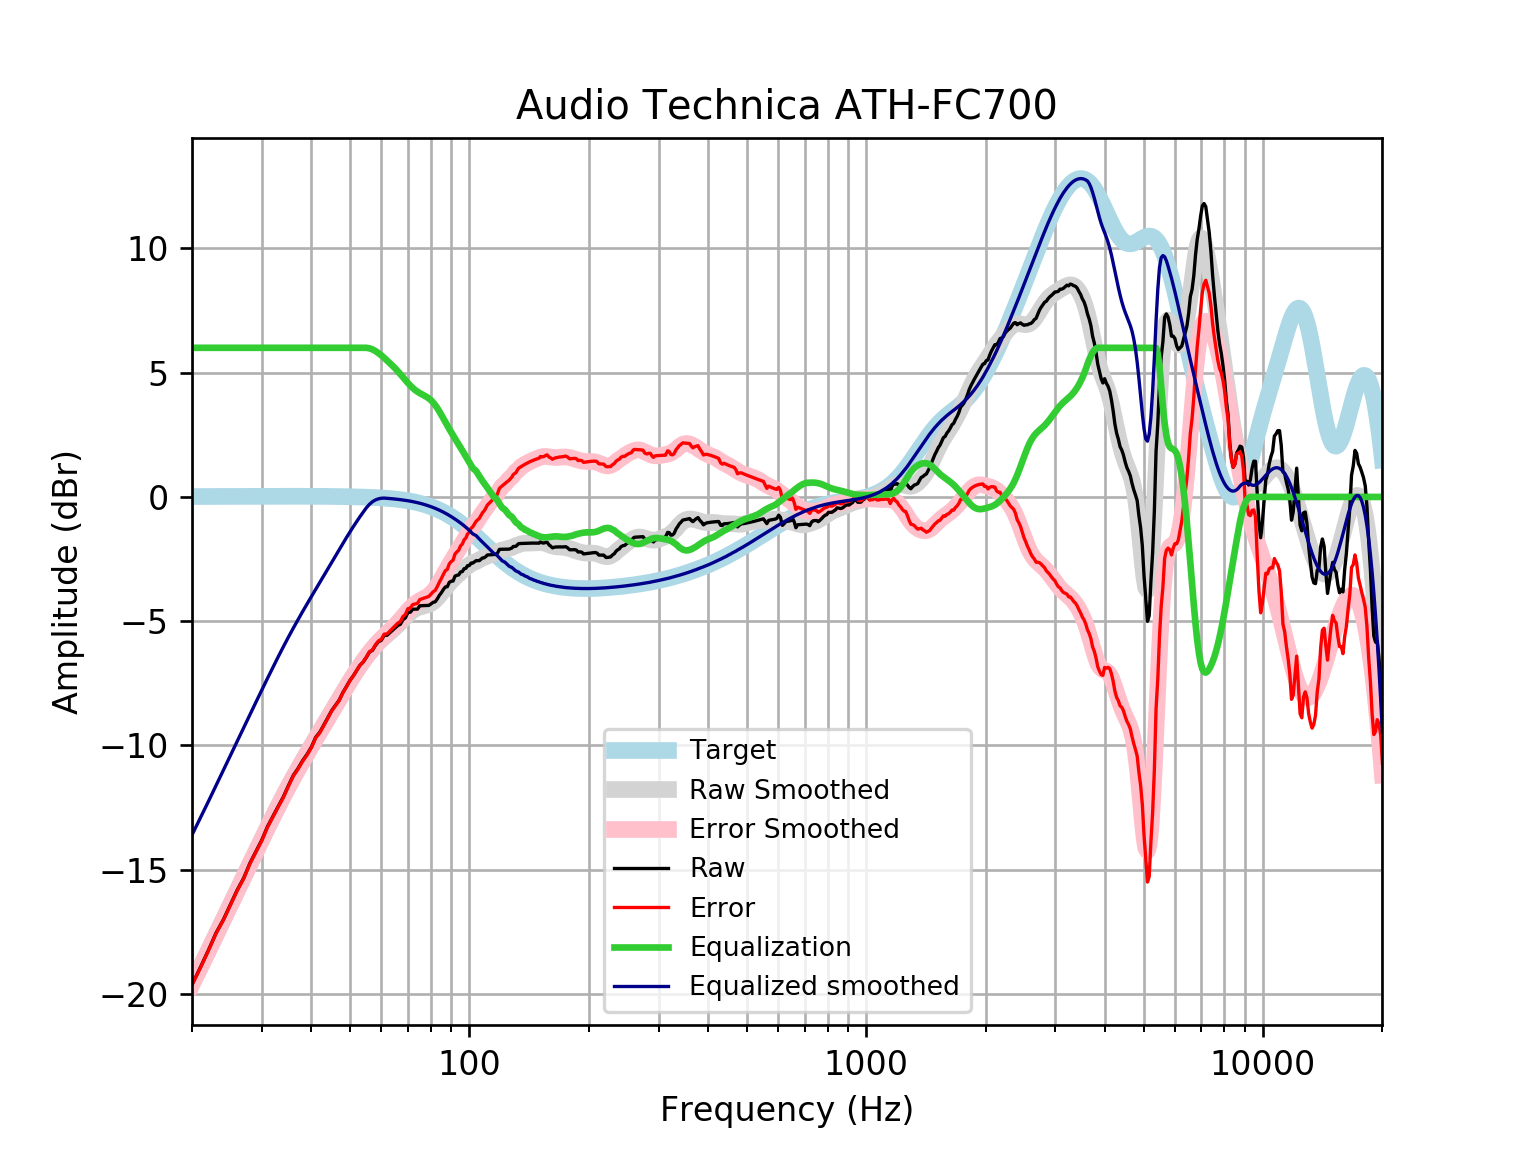 Audio Technica ATH-FC700
Amplitude (dBr)
10
5
0
−5
−10
−15
−20
Target
Raw Smoothed
Error Smoothed
Raw
Error
Equalization
Equalized smoothed
100 1000 10000
Frequency (Hz)